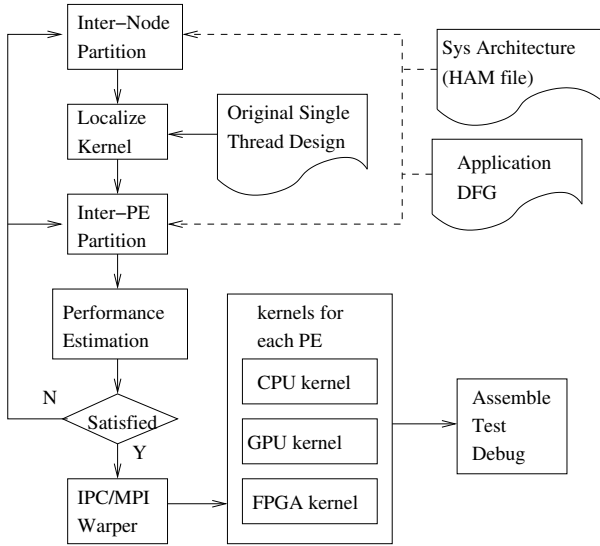 Inter-Node
Partition
Sys Architecture
(HAM file)
Localize
Kernel
Original Single
Thread Design
Application
DFG
Inter-PE
Partition
Performance
Estimation
kernels for
each PE
CPU kernel
GPU kernel
FPGA kernel
Assemble
Test
Debug
N
Satisfied
Y
IPC/MPI
Warper